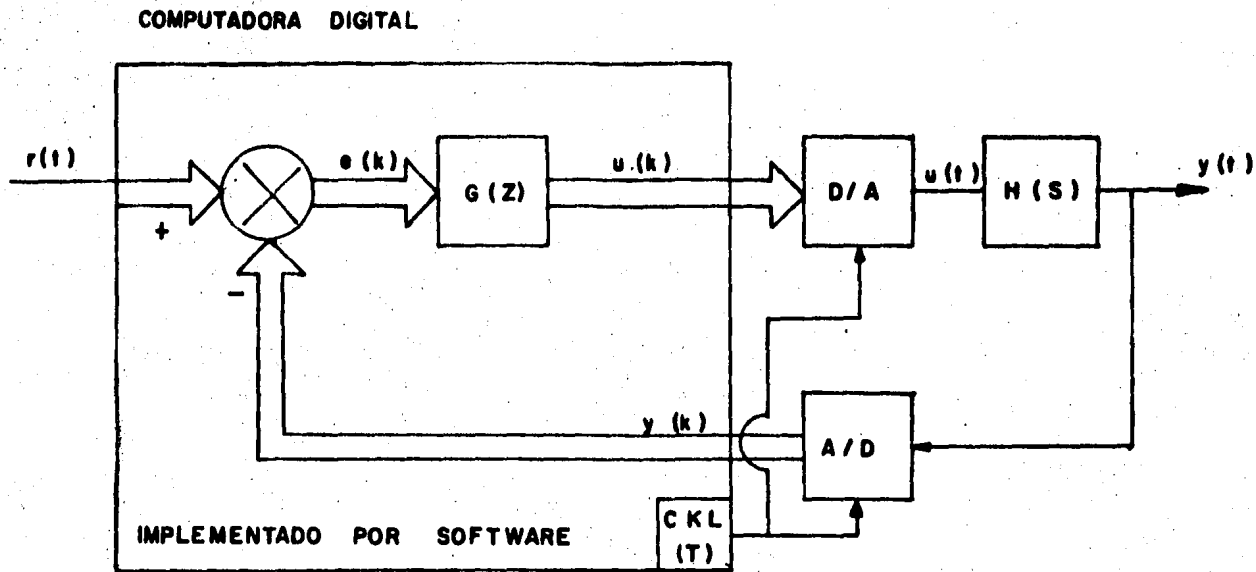 COMPUTADORA DIGITAL
r(t)
+
e(k)
G(Z)
u.(k)
D/A
u(t)
H(S)
y(t)
−
y(k)
A/D
CKL
(T)
IMPLEMENTADO POR SOFTWARE